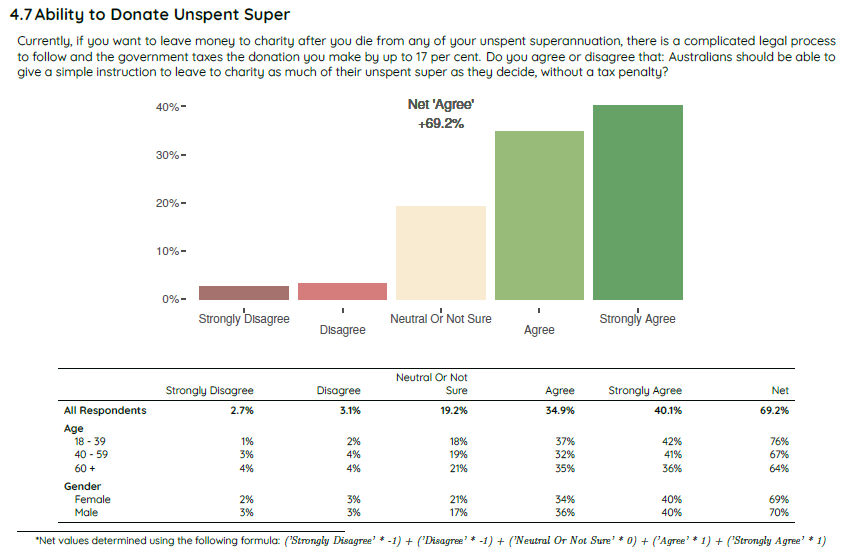 4.7 Ability to Donate Unspent Super
Currently, if you want to leave money to charity after you die from any of your unspent superannuation, there is a complicated legal process
to follow and the government taxes the donation you make by up to 17 per cent. Do you agree or disagree that: Australians should be able to
give a simple instruction to leave to charity as much of their unspent super as they decide, without a tax penalty?
Net 'Agree'
+69.2%
40%
30%
20%
10%
0%
Strongly Disagree Disagree Neutral Or Not Sure Agree Strongly Agree
Neutral Or Not
Strongly Disagree Disagree Sure Agree Strongly Agree Net
All Respondents 2.7% 3.1% 19.2% 34.9% 40.1% 69.2%
Age
18 - 39 1% 2% 18% 37% 42% 76%
40 - 59 3% 4% 19% 32% 41% 67%
60 + 4% 4% 21% 35% 36% 64%
Gender
Female 2% 3% 21% 34% 40% 69%
Male 3% 3% 17% 36% 40% 70%
*Net values determined using the following formula: ('Strongly Disagree' * -1) + ('Disagree' * -1) + ('Neutral Or Not Sure' * 0) + ('Agree' * 1) + ('Strongly Agree' * 1)